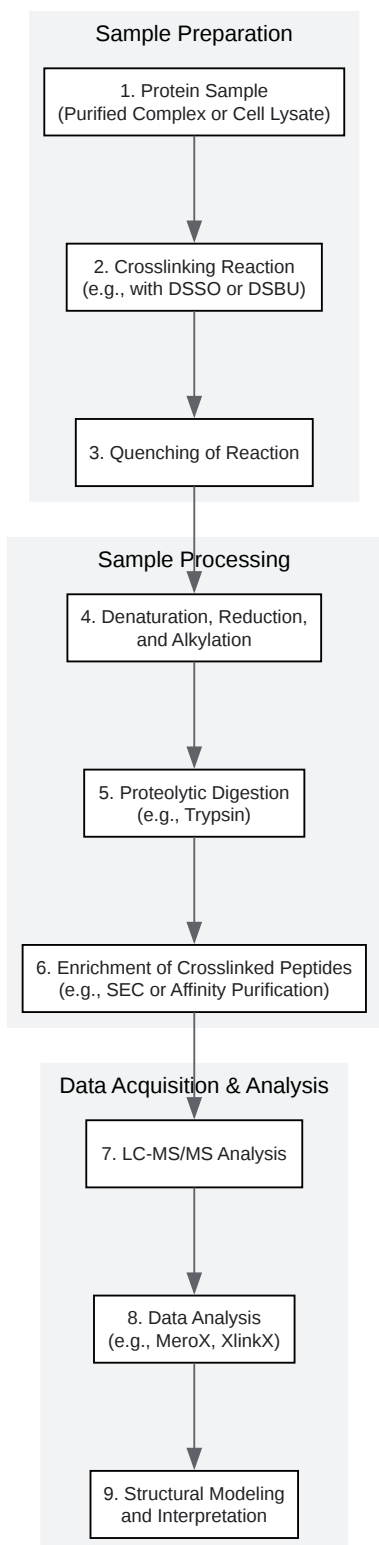 Sample Preparation
1. Protein Sample
(Purified Complex or Cell Lysate)
2. Crosslinking Reaction
(e.g., with DSSO or DSBU)
3. Quenching of Reaction
Sample Processing
4. Denaturation, Reduction,
and Alkylation
5. Proteolytic Digestion
(e.g., Trypsin)
6. Enrichment of Crosslinked Peptides
(e.g., SEC or Affinity Purification)
Data Acquisition & Analysis
7. LC-MS/MS Analysis
8. Data Analysis
(e.g., MeroX, XlinkX)
9. Structural Modeling
and Interpretation